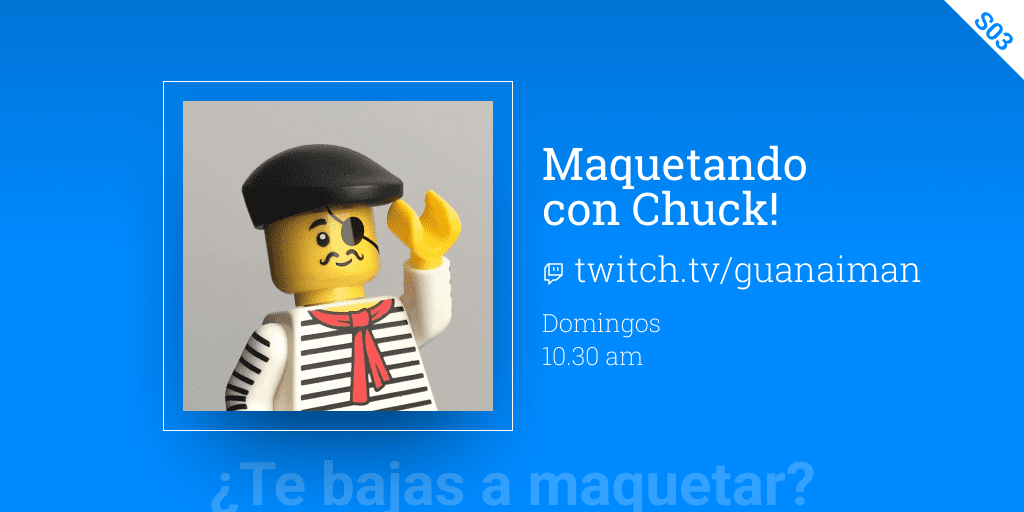 S03
Maquetando
con Chuck!
twitch.tv/guanaiman
Domingos
10.30 am
¿Te bajas a maquetar?